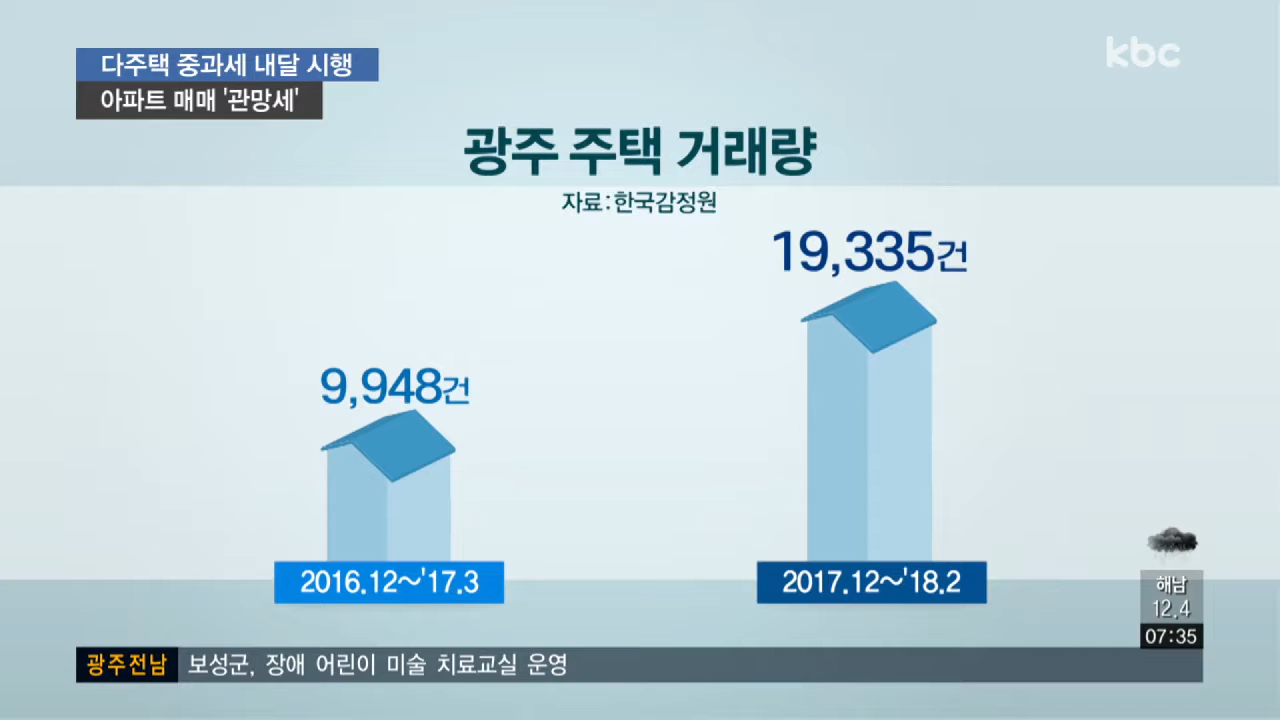 다주택 중과세 내달 시행
아파트 매매 '관망세'
kbc
광주 주택 거래량
자료:한국감정원
19,335건
9,948건
2016.12~'17.3
2017.12~'18.2
해남
12.4
07:35
광주전남 보성군, 장애 어린이 미술 치료교실 운영